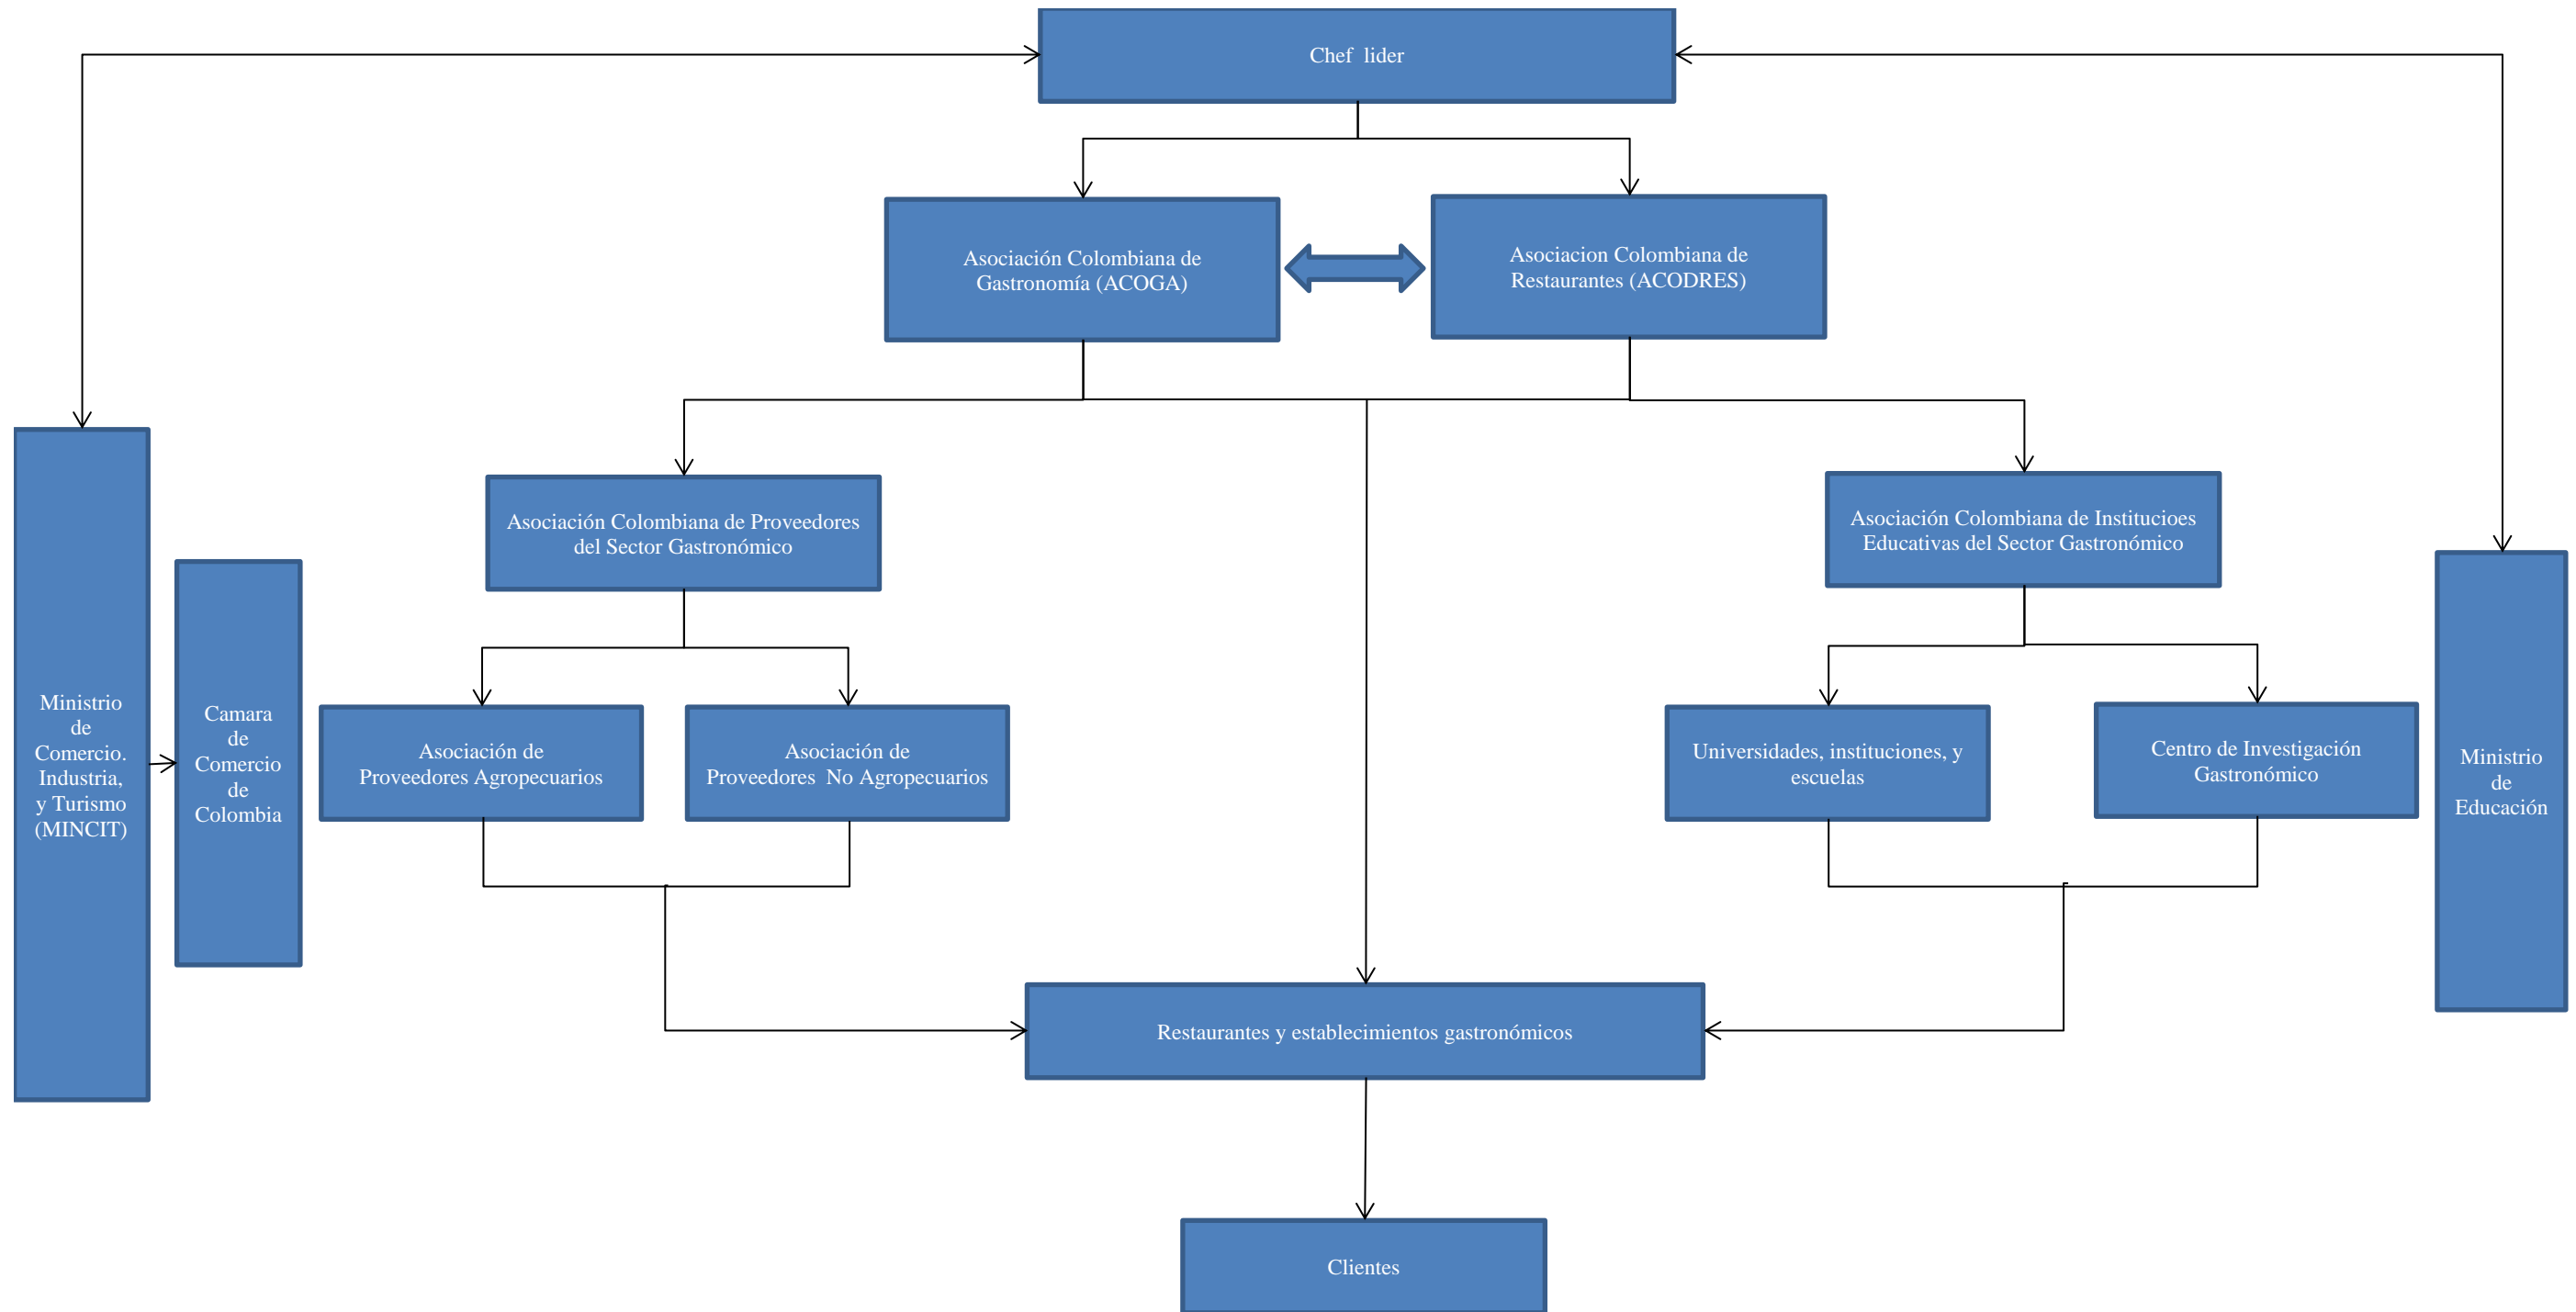 Chef  lider
Asociación Colombiana de
Gastronomía (ACOGA)
Asociacion Colombiana de
Restaurantes (ACODRES)
Asociación Colombiana de Proveedores
del Sector Gastronómico
Asociación Colombiana de Institucioes
Educativas del Sector Gastronómico
Ministrio
de
Comercio.
Industria,
y Turismo
(MINCIT)
Camara
de
Comercio
de
Colombia
Asociación de
Proveedores Agropecuarios
Asociación de
Proveedores  No Agropecuarios
Universidades, instituciones, y
escuelas
Centro de Investigación
Gastronómico
Ministrio
de
Educación
Restaurantes y establecimientos gastronómicos
Clientes